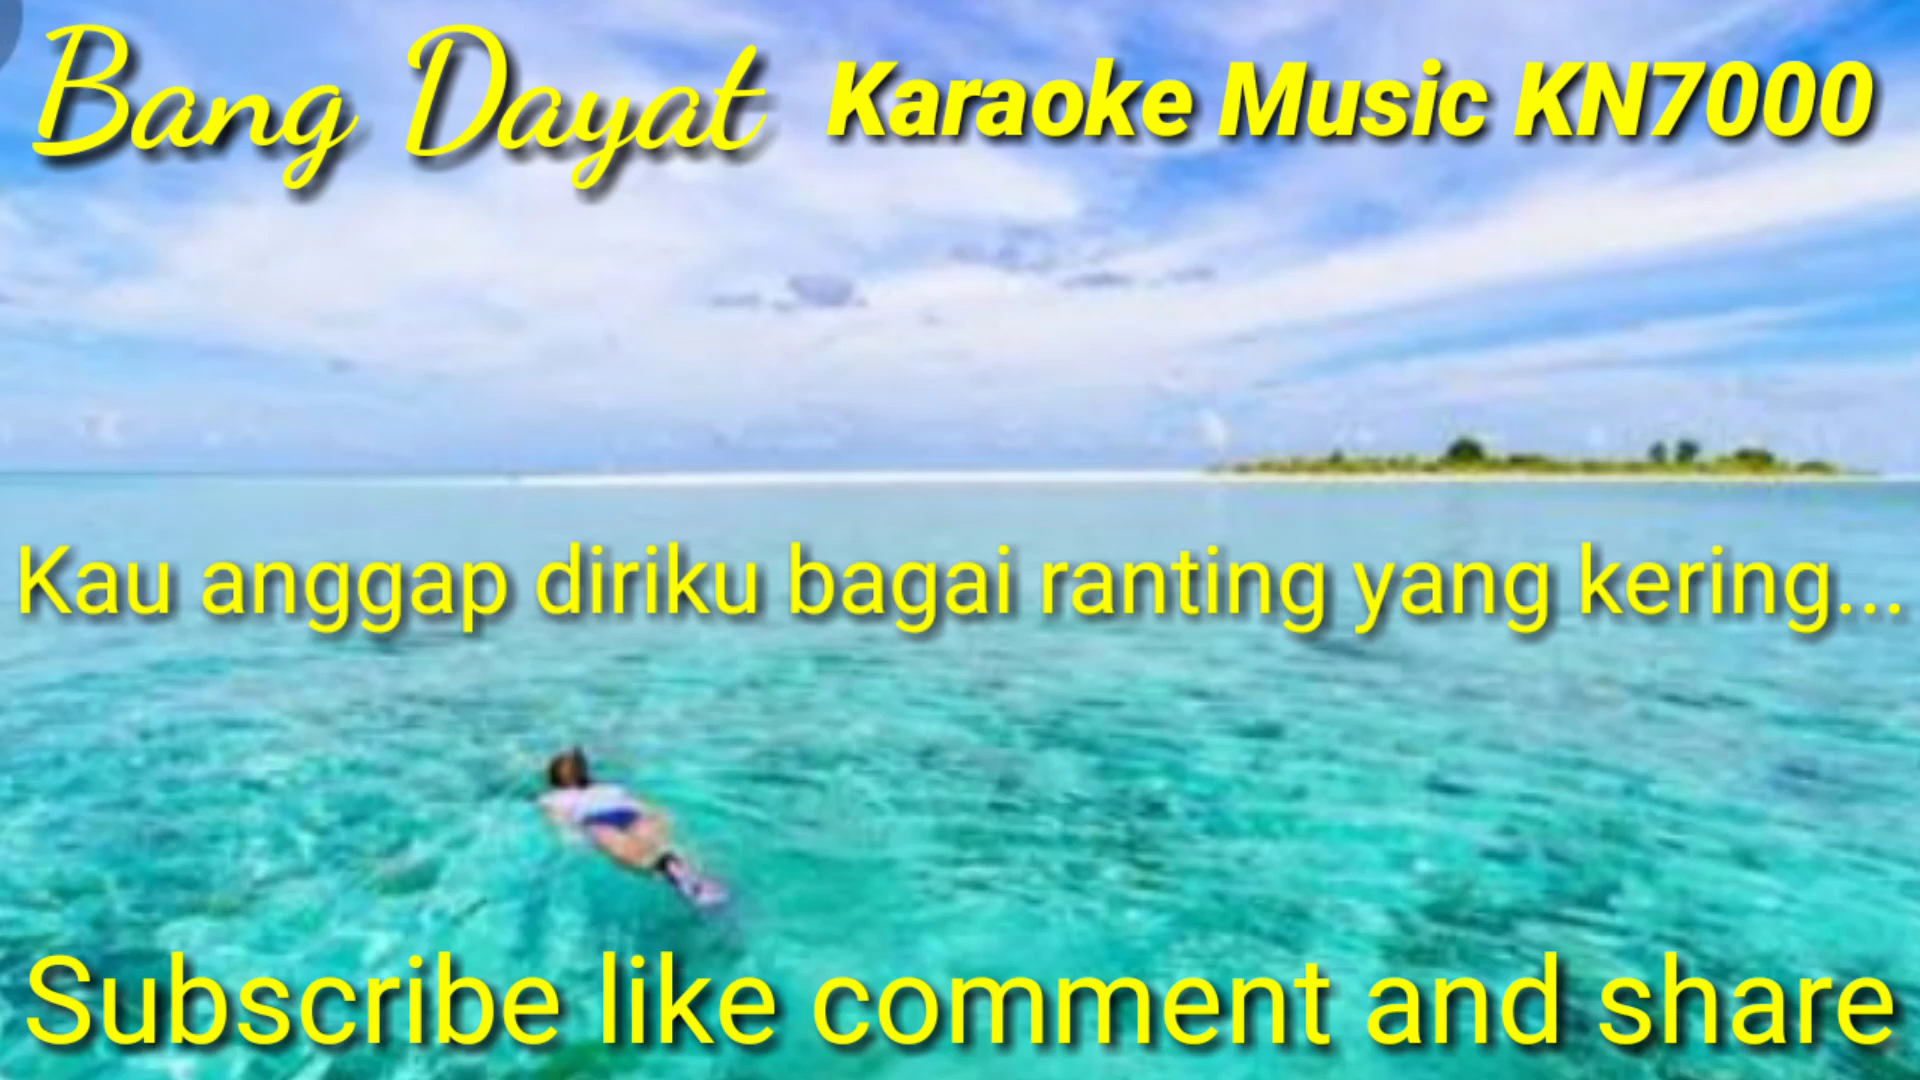 Bang Dayat Karaoke Music KN7000
Kau anggap diriku bagai ranting yang kering...
Subscribe like comment and share